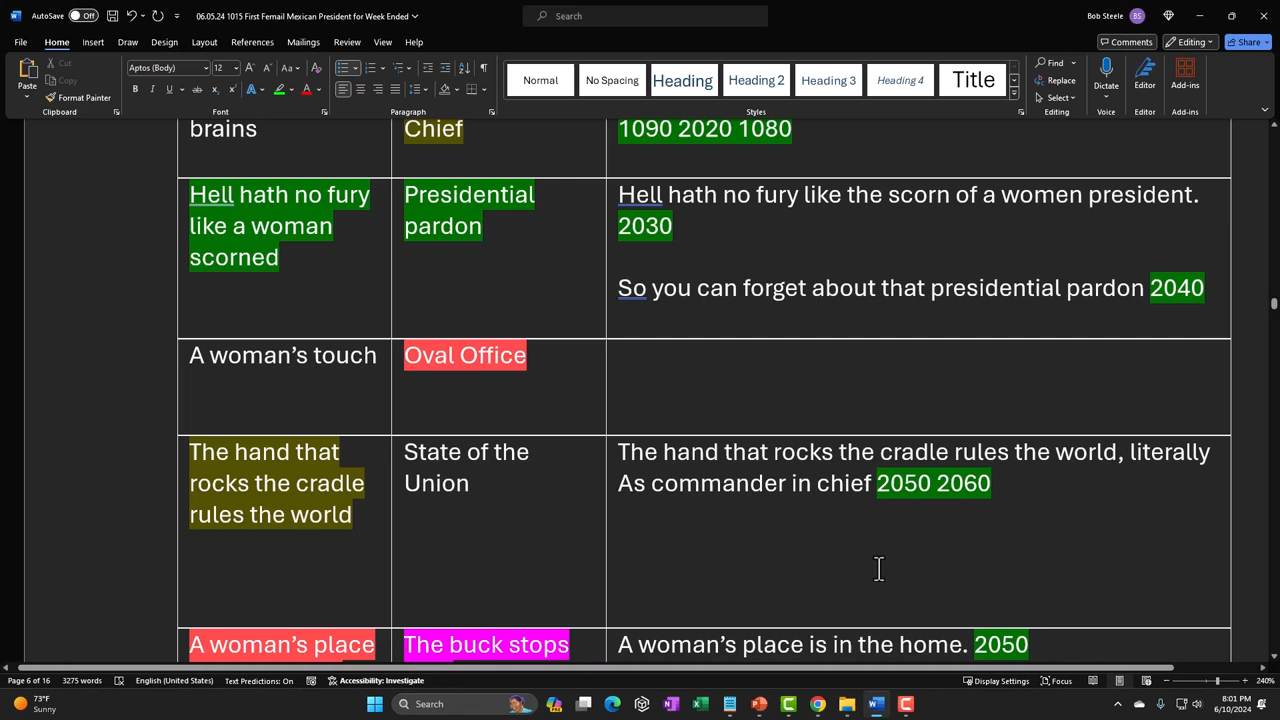 AutoSave Off
06.05.24 1015 First Femail Mexican President for Week Ended
Search
Bob Steele BS
File Home Insert Draw Design Layout References Mailings Review View Help
Comments Editing Share
Paste
Cut
Copy
Format Painter
Clipboard
Aptos (Body) 12
Font
Paragraph
Normal
No Spacing
Heading
Heading 2
Heading 3
Heading 4
Title
Styles
Find
Replace
Select
Editing
Dictate
Voice
Editor
Editor
Add-ins
Add-ins
brains
Chief
1090 2020 1080
Hell hath no fury
like a woman
scorned
Presidential
pardon
Hell hath no fury like the scorn of a women president.
2030
So you can forget about that presidential pardon 2040
A woman’s touch
Oval Office
The hand that
rocks the cradle
rules the world
State of the
Union
The hand that rocks the cradle rules the world, literally
As commander in chief 2050 2060
A woman’s place
The buck stops
A woman’s place is in the home. 2050
Page 6 of 16 3275 words English (United States) Text Predictions: On Accessibility: Investigate
Display Settings Focus 240%
73°F
Sunny
Search
8:01 PM
6/10/2024